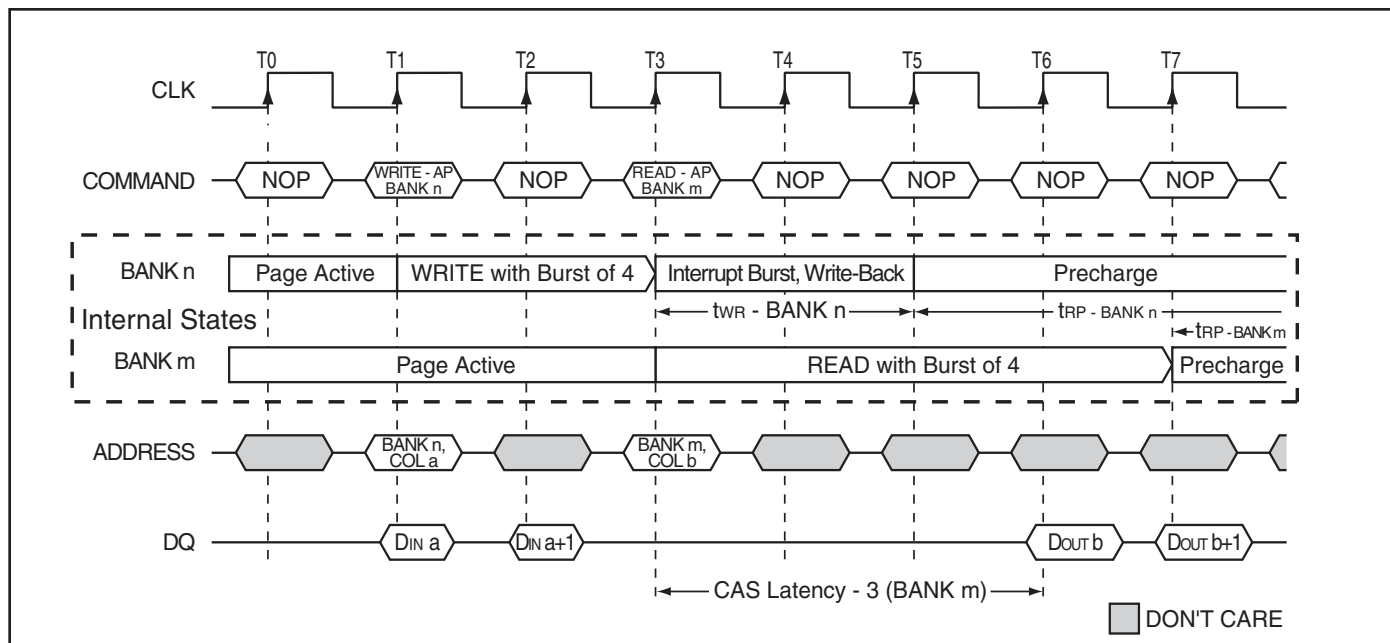 T0 T1 T2 T3 T4 T5 T6 T7
CLK
COMMAND NOP WRITE - AP BANK n NOP READ - AP BANK m NOP NOP NOP NOP
BANK n Page Active WRITE with Burst of 4 Interrupt Burst, Write-Back Precharge
tWR - BANK n tRP - BANK n
Internal States
tRP - BANK m
BANK m Page Active READ with Burst of 4 Precharge
ADDRESS BANK n, COL a BANK m, COL b
DQ DIN a DIN a+1 DOUT b DOUT b+1
CAS Latency - 3 (BANK m)
DON'T CARE